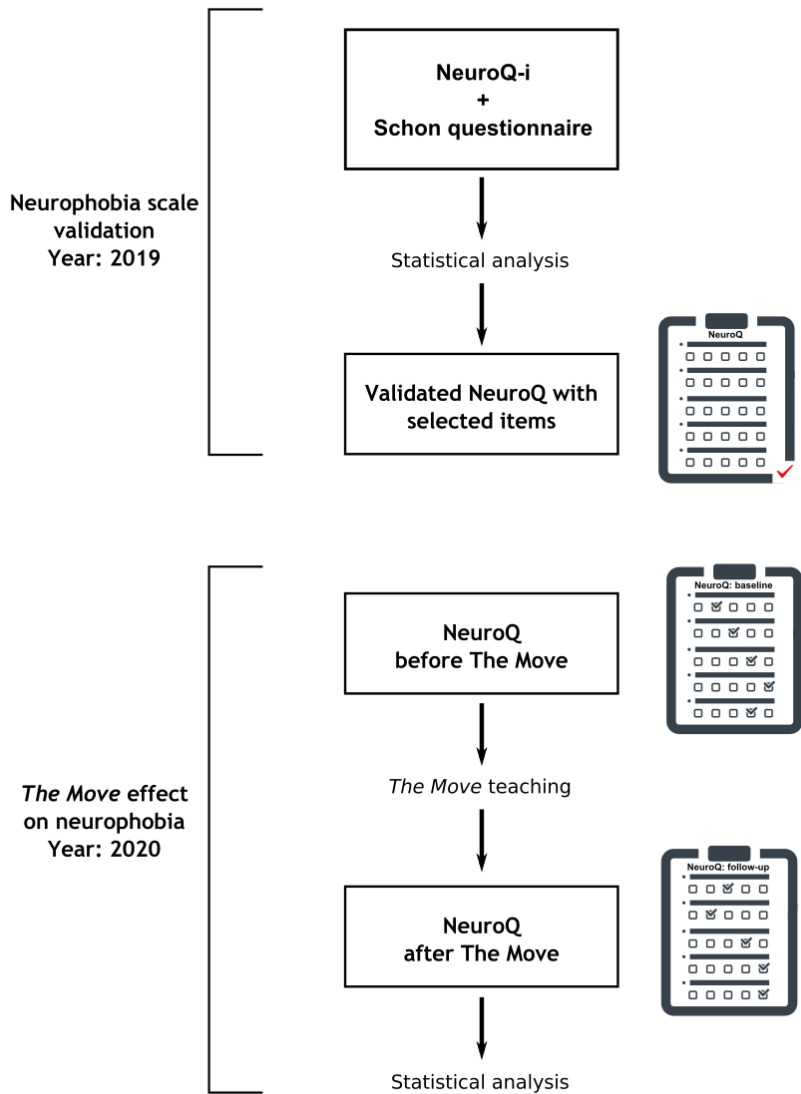 NeuroQ-i
+
Schon questionnaire
Neurophobia scale
validation
Year: 2019
Statistical analysis
Validated NeuroQ with
selected items
NeuroQ
NeuroQ: baseline
NeuroQ
before The Move
The Move teaching
The Move effect
on neurophobia
Year: 2020
NeuroQ: follow-up
NeuroQ
after The Move
Statistical analysis